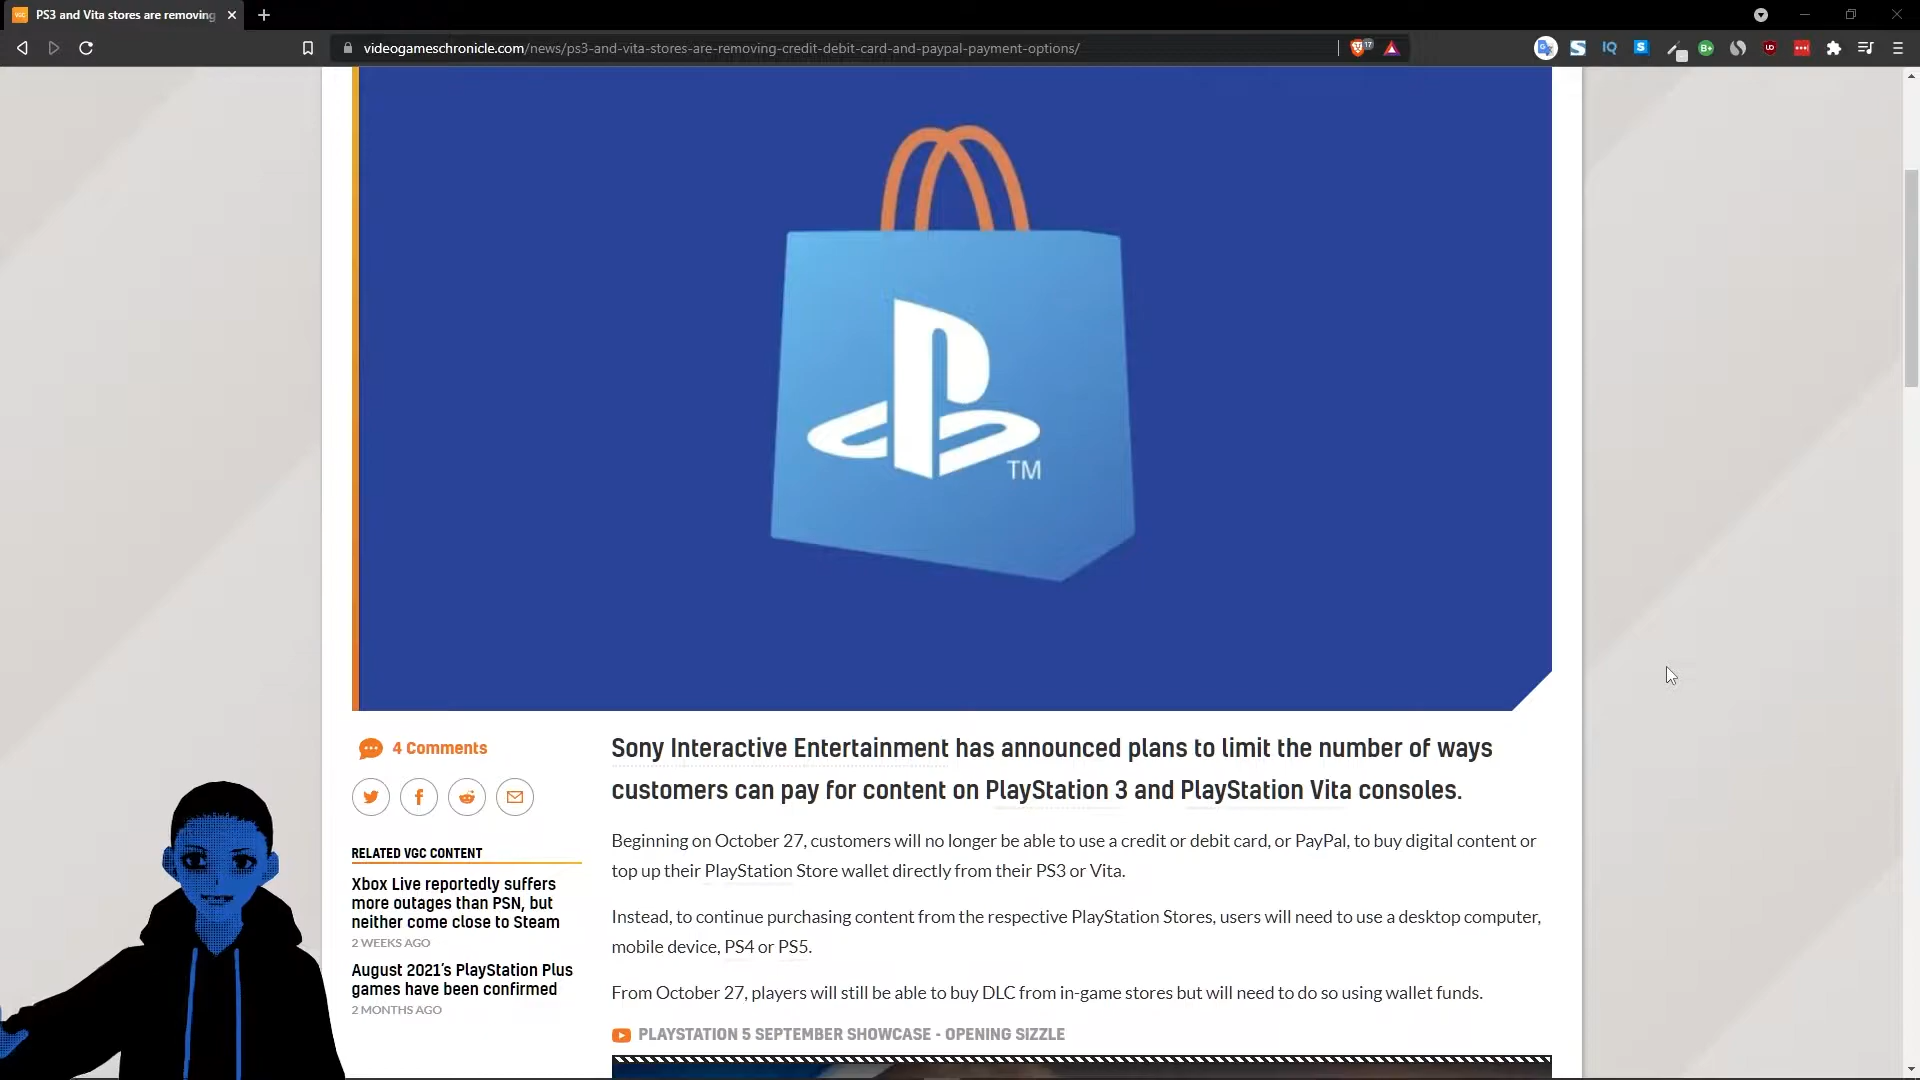 PS3 and Vita stores are removing
videogameschronicle.com/news/ps3-and-vita-stores-are-removing-credit-debit-card-and-paypal-payment-options/
17
IQ
TM
4 Comments
Sony Interactive Entertainment has announced plans to limit the number of ways
customers can pay for content on PlayStation 3 and PlayStation Vita consoles.
Beginning on October 27, customers will no longer be able to use a credit or debit card, or PayPal, to buy digital content or
top up their PlayStation Store wallet directly from their PS3 or Vita.
Instead, to continue purchasing content from the respective PlayStation Stores, users will need to use a desktop computer,
mobile device, PS4 or PS5.
From October 27, players will still be able to buy DLC from in-game stores but will need to do so using wallet funds.
PLAYSTATION 5 SEPTEMBER SHOWCASE - OPENING SIZZLE
RELATED VGC CONTENT
Xbox Live reportedly suffers
more outages than PSN, but
neither come close to Steam
2 WEEKS AGO
August 2021's PlayStation Plus
games have been confirmed
2 MONTHS AGO